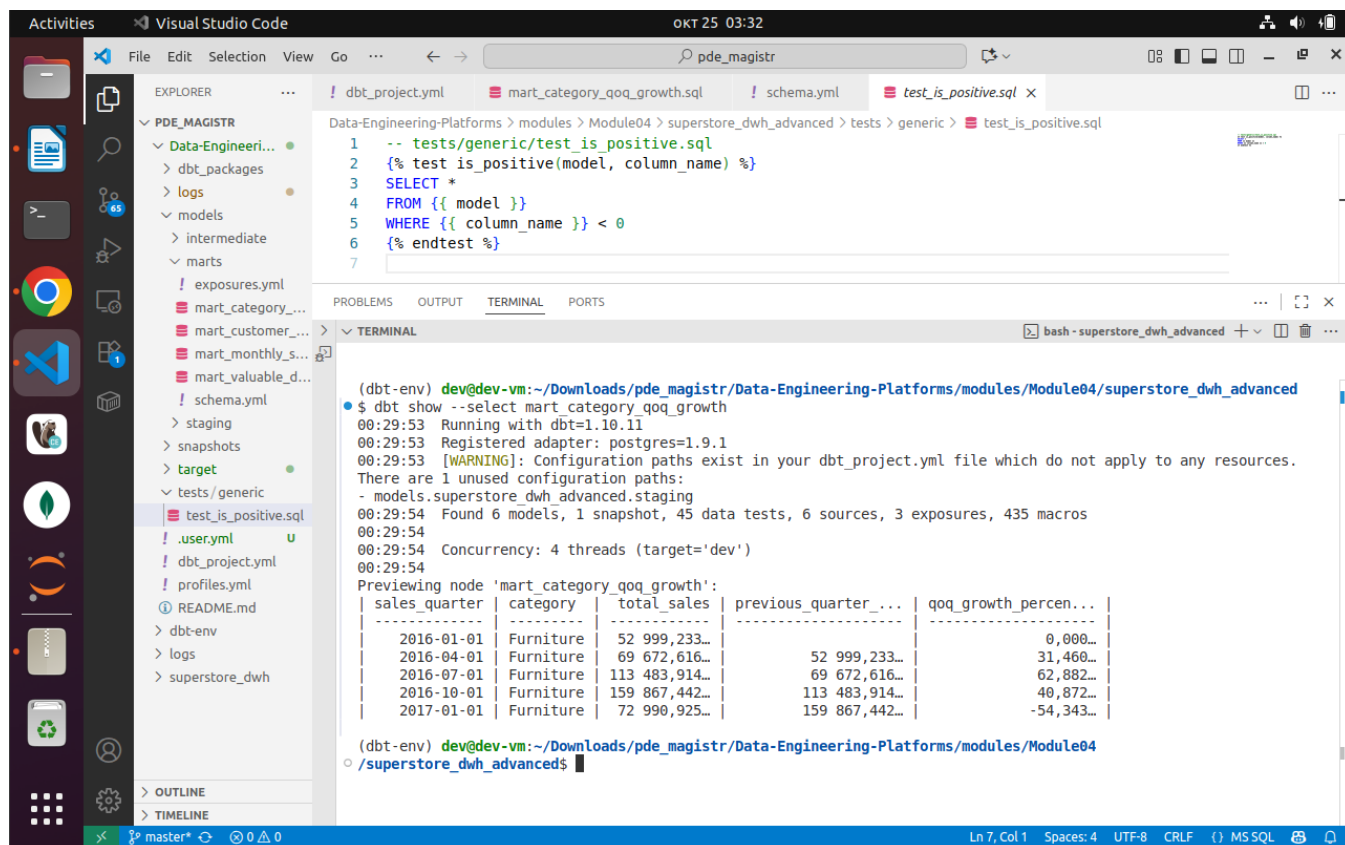 Activities
Visual Studio Code
окт 25 03:32
File Edit Selection View Go ...
pde_magistr
EXPLORER
PDE_MAGISTR
Data-Engineeri...
dbt_packages
logs
models
intermediate
marts
! exposures.yml
mart_category_...
mart_customer_...
mart_monthly_s...
mart_valuable_d...
! schema.yml
staging
snapshots
target
tests / generic
test_is_positive.sql
! .user.yml U
! dbt_project.yml
! profiles.yml
README.md
dbt-env
logs
superstore_dwh
OUTLINE
TIMELINE
65
1
! dbt_project.yml
mart_category_qoq_growth.sql
! schema.yml
test_is_positive.sql
Data-Engineering-Platforms > modules > Module04 > superstore_dwh_advanced > tests > generic > test_is_positive.sql
1 -- tests/generic/test_is_positive.sql
2 {% test is_positive(model, column_name) %}
3 SELECT *
4 FROM {{ model }}
5 WHERE {{ column_name }} < 0
6 {% endtest %}
7
PROBLEMS OUTPUT TERMINAL PORTS
TERMINAL
bash - superstore_dwh_advanced
(dbt-env) dev@dev-vm:~/Downloads/pde_magistr/Data-Engineering-Platforms/modules/Module04/superstore_dwh_advanced
$ dbt show --select mart_category_qoq_growth
00:29:53 Running with dbt=1.10.11
00:29:53 Registered adapter: postgres=1.9.1
00:29:53 [WARNING]: Configuration paths exist in your dbt_project.yml file which do not apply to any resources.
There are 1 unused configuration paths:
- models.superstore_dwh_advanced.staging
00:29:54 Found 6 models, 1 snapshot, 45 data tests, 6 sources, 3 exposures, 435 macros
00:29:54
00:29:54 Concurrency: 4 threads (target='dev')
00:29:54
Previewing node 'mart_category_qoq_growth':
| sales_quarter | category | total_sales | previous_quarter_... | qoq_growth_percen... |
| ------------- | --------- | ------------ | -------------------- | -------------------- |
| 2016-01-01 | Furniture | 52 999,233… | | 0,000… |
| 2016-04-01 | Furniture | 69 672,616… | 52 999,233… | 31,460… |
| 2016-07-01 | Furniture | 113 483,914… | 69 672,616… | 62,882… |
| 2016-10-01 | Furniture | 159 867,442… | 113 483,914… | 40,872… |
| 2017-01-01 | Furniture | 72 990,925… | 159 867,442… | -54,343… |
(dbt-env) dev@dev-vm:~/Downloads/pde_magistr/Data-Engineering-Platforms/modules/Module04
/superstore_dwh_advanced$
master* 0 0
Ln 7, Col 1 Spaces: 4 UTF-8 CRLF {} MS SQL